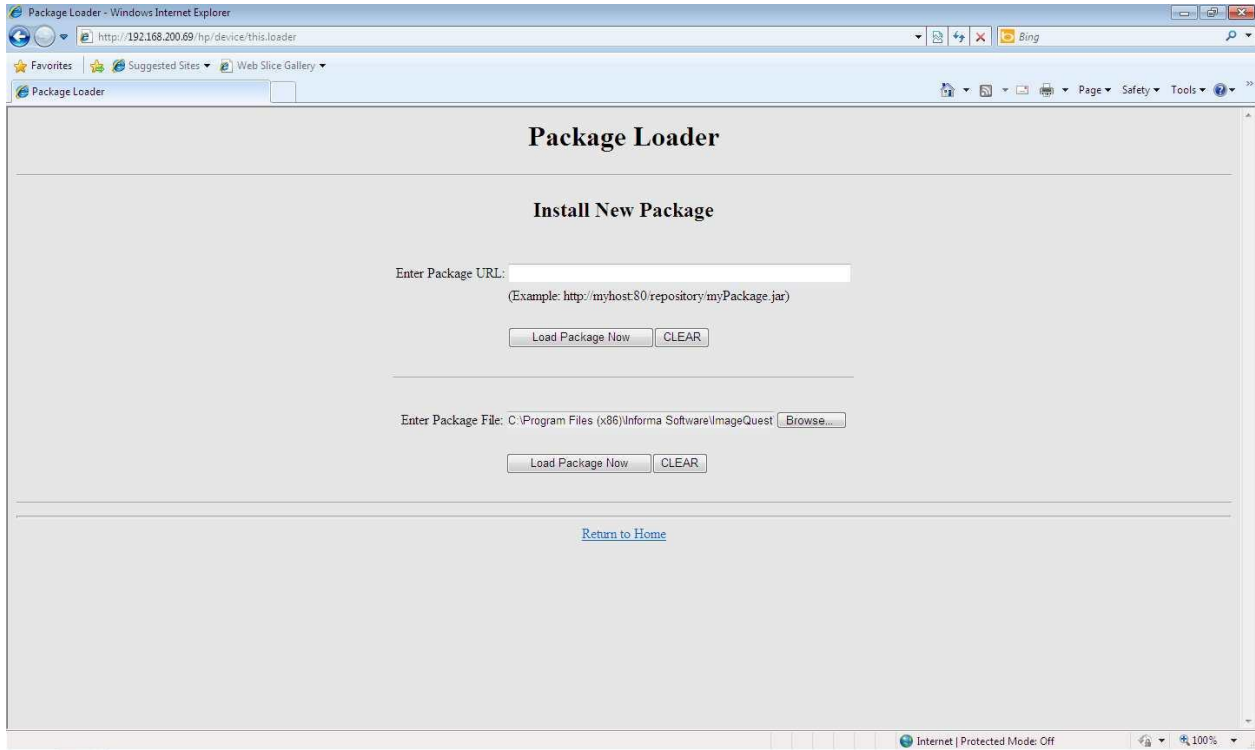 Package Loader - Windows Internet Explorer
http://192.168.200.69/hp/device/this.loader
Bing
Favorites Suggested Sites Web Slice Gallery
Package Loader
Page Safety Tools
Package Loader
Install New Package
Enter Package URL:
(Example: http://myhost:80/repository/myPackage.jar)
Load Package Now CLEAR
Enter Package File: C:\Program Files (x86)\Informa Software\ImageQuest Browse...
Load Package Now CLEAR
Return to Home
Internet | Protected Mode: Off 100%